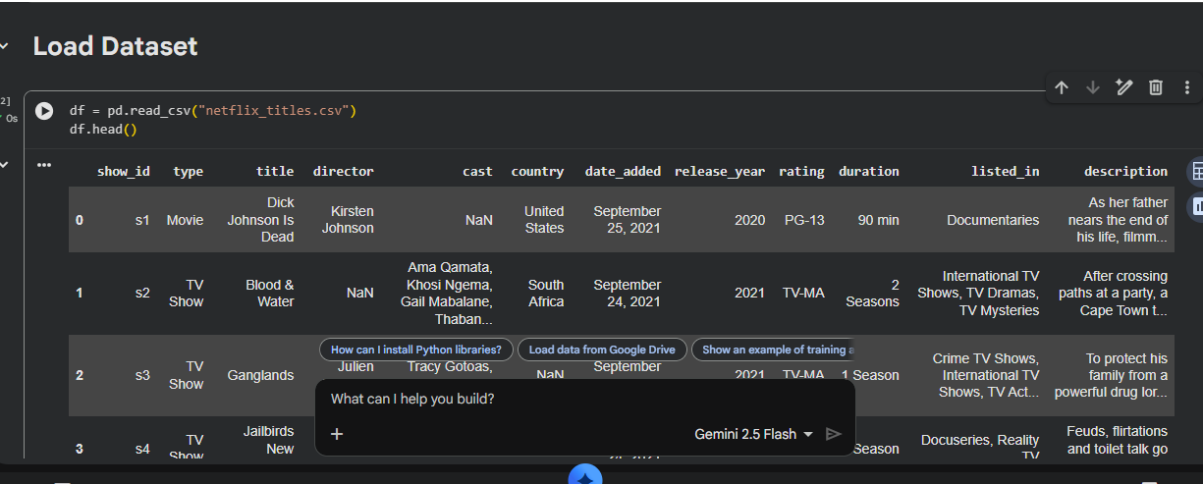 Load Dataset
2]
0s
df = pd.read_csv("netflix_titles.csv")
df.head()
show_id type title director cast country date_added release_year rating duration listed_in description
0 s1 Movie Dick Johnson Is Dead Kirsten Johnson NaN United States September 25, 2021 2020 PG-13 90 min Documentaries As her father nears the end of his life, filmm...
1 s2 TV Show Blood & Water NaN Ama Qamata, Khosi Ngema, Gail Mabalane, Thaban... South Africa September 24, 2021 2021 TV-MA 2 Seasons International TV Shows, TV Dramas, TV Mysteries After crossing paths at a party, a Cape Town t...
2 s3 TV Show Ganglands Julien Tracy Gotoas, NaN September 2021 TV-MA 1 Season Crime TV Shows, International TV Shows, TV Act... To protect his family from a powerful drug lor...
How can I install Python libraries?
Load data from Google Drive
Show an example of training
What can I help you build?
Gemini 2.5 Flash
3 s4 TV Show Jailbirds New Season Docuseries, Reality TV Feuds, flirtations and toilet talk go